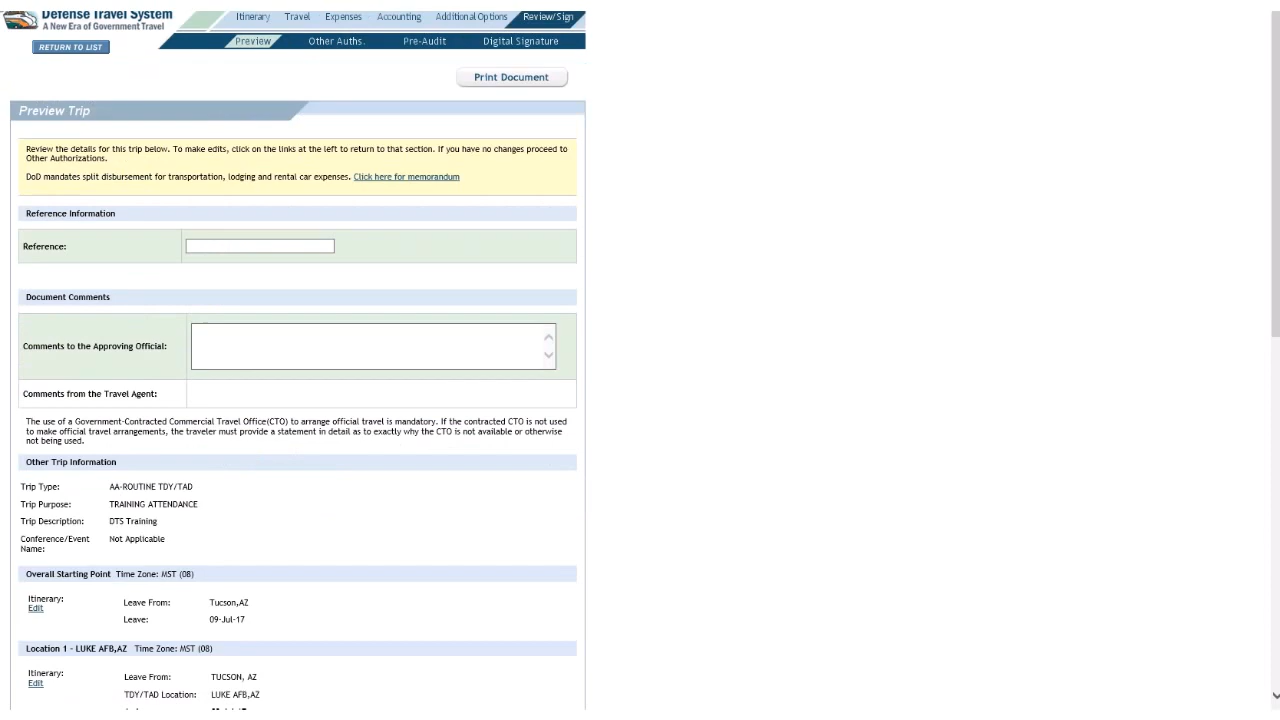 Defense Travel System
A New Era of Government Travel
Itinerary Travel Expenses Accounting Additional Options Review/Sign
RETURN TO LIST
Preview Other Auths. Pre-Audit Digital Signature
Print Document
Preview Trip
Review the details for this trip below. To make edits, click on the links at the left to return to that section. If you have no changes proceed to
Other Authorizations.
DoD mandates split disbursement for transportation, lodging and rental car expenses. Click here for memorandum
Reference Information
Reference:
Document Comments
Comments to the Approving Official:
Comments from the Travel Agent:
The use of a Government-Contracted Commercial Travel Office(CTO) to arrange official travel is mandatory. If the contracted CTO is not used
to make official travel arrangements, the traveler must provide a statement in detail as to exactly why the CTO is not available or otherwise
not being used.
Other Trip Information
Trip Type: AA-ROUTINE TDY/TAD
Trip Purpose: TRAINING ATTENDANCE
Trip Description: DTS Training
Conference/Event Name: Not Applicable
Overall Starting Point Time Zone: MST (08)
Itinerary:
Edit
Leave From: Tucson,AZ
Leave: 09-Jul-17
Location 1 - LUKE AFB,AZ Time Zone: MST (08)
Itinerary:
Edit
Leave From: TUCSON, AZ
TDY/TAD Location: LUKE AFB,AZ